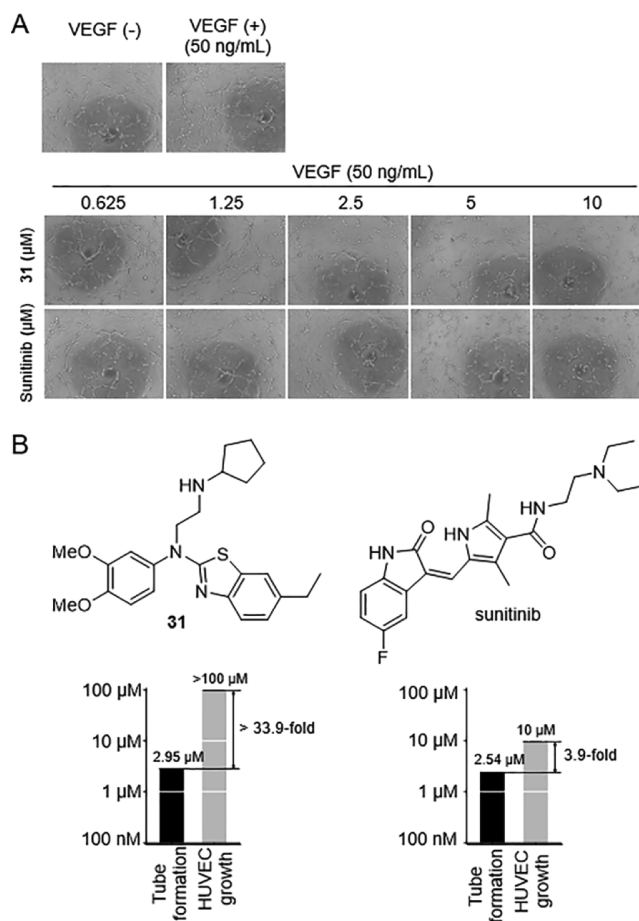 A
VEGF (-)
VEGF (+)
(50 ng/mL)
VEGF (50 ng/mL)
0.625 1.25 2.5 5 10
31 (µM)
Sunitinib (µM)
B
HN
MeO
MeO
N
S
N
31
O
HN
HN
F
O
HN
N
sunitinib
100 µM
10 µM
1 µM
100 nM
>100 µM
2.95 µM
> 33.9-fold
Tube
formation
HUVEC
growth
100 µM
10 µM
1 µM
100 nM
10 µM
2.54 µM
3.9-fold
Tube
formation
HUVEC
growth